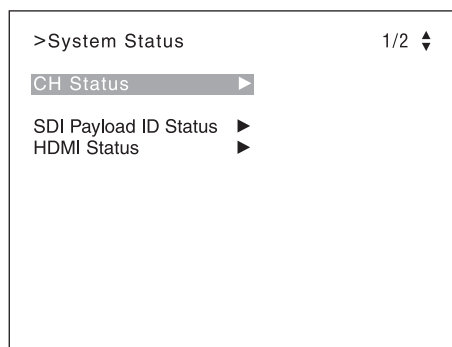 >System Status 1/2
CH Status
SDI Payload ID Status
HDMI Status